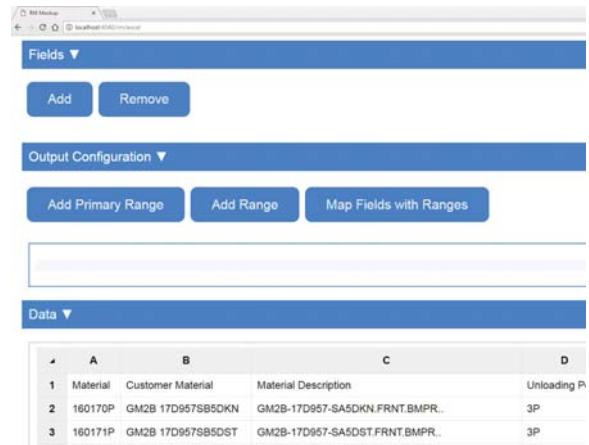 RM Mockup
Fields ▼
Add Remove
Output Configuration ▼
Add Primary Range Add Range Map Fields with Ranges
Data ▼
A B C D
1 Material Customer Material Material Description Unloading
2 160170P GM2B 17D957SB5DKN GM2B-17D957-SA5DKN.FRNT.BMPR.. 3P
3 160171P GM2B 17D957SB5DST GM2B-17D957-SA5DST.FRNT.BMPR.. 3P